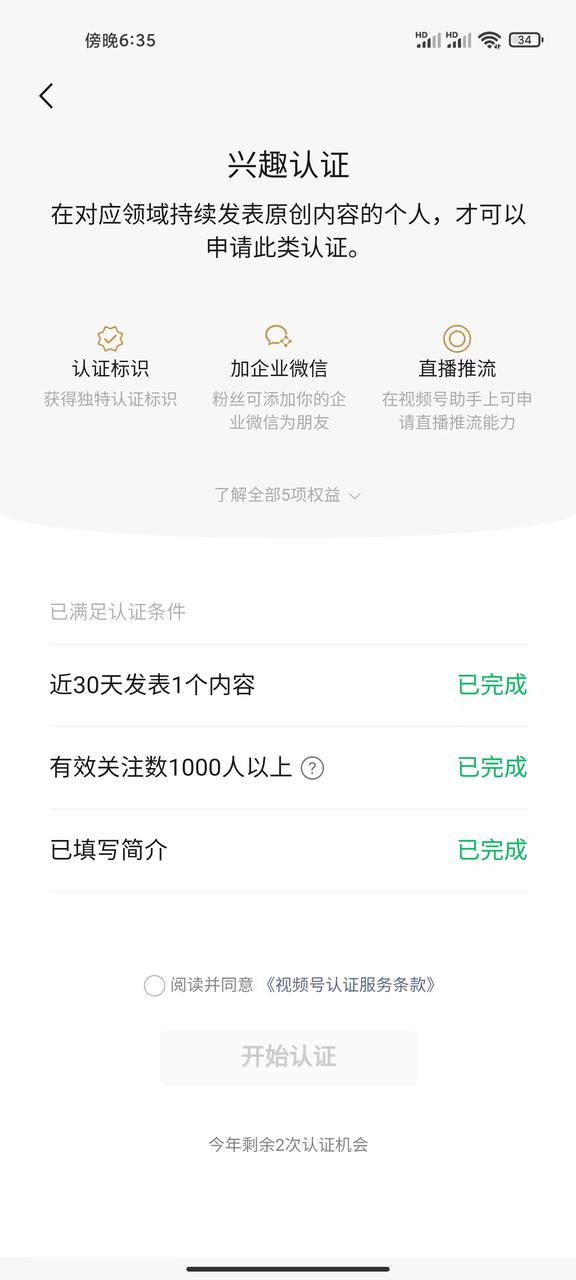 傍晚6:35
HD HD 34
兴趣认证
在对应领域持续发表原创内容的个人，才可以
申请此类认证。
认证标识 加企业微信 直播推流
获得独特认证标识 粉丝可添加你的企 在视频号助手上可申
业微信为朋友 请直播推流能力
了解全部5项权益
已满足认证条件
近30天发表1个内容 已完成
有效关注数1000人以上 ? 已完成
已填写简介 已完成
阅读并同意 《视频号认证服务条款》
开始认证
今年剩余2次认证机会